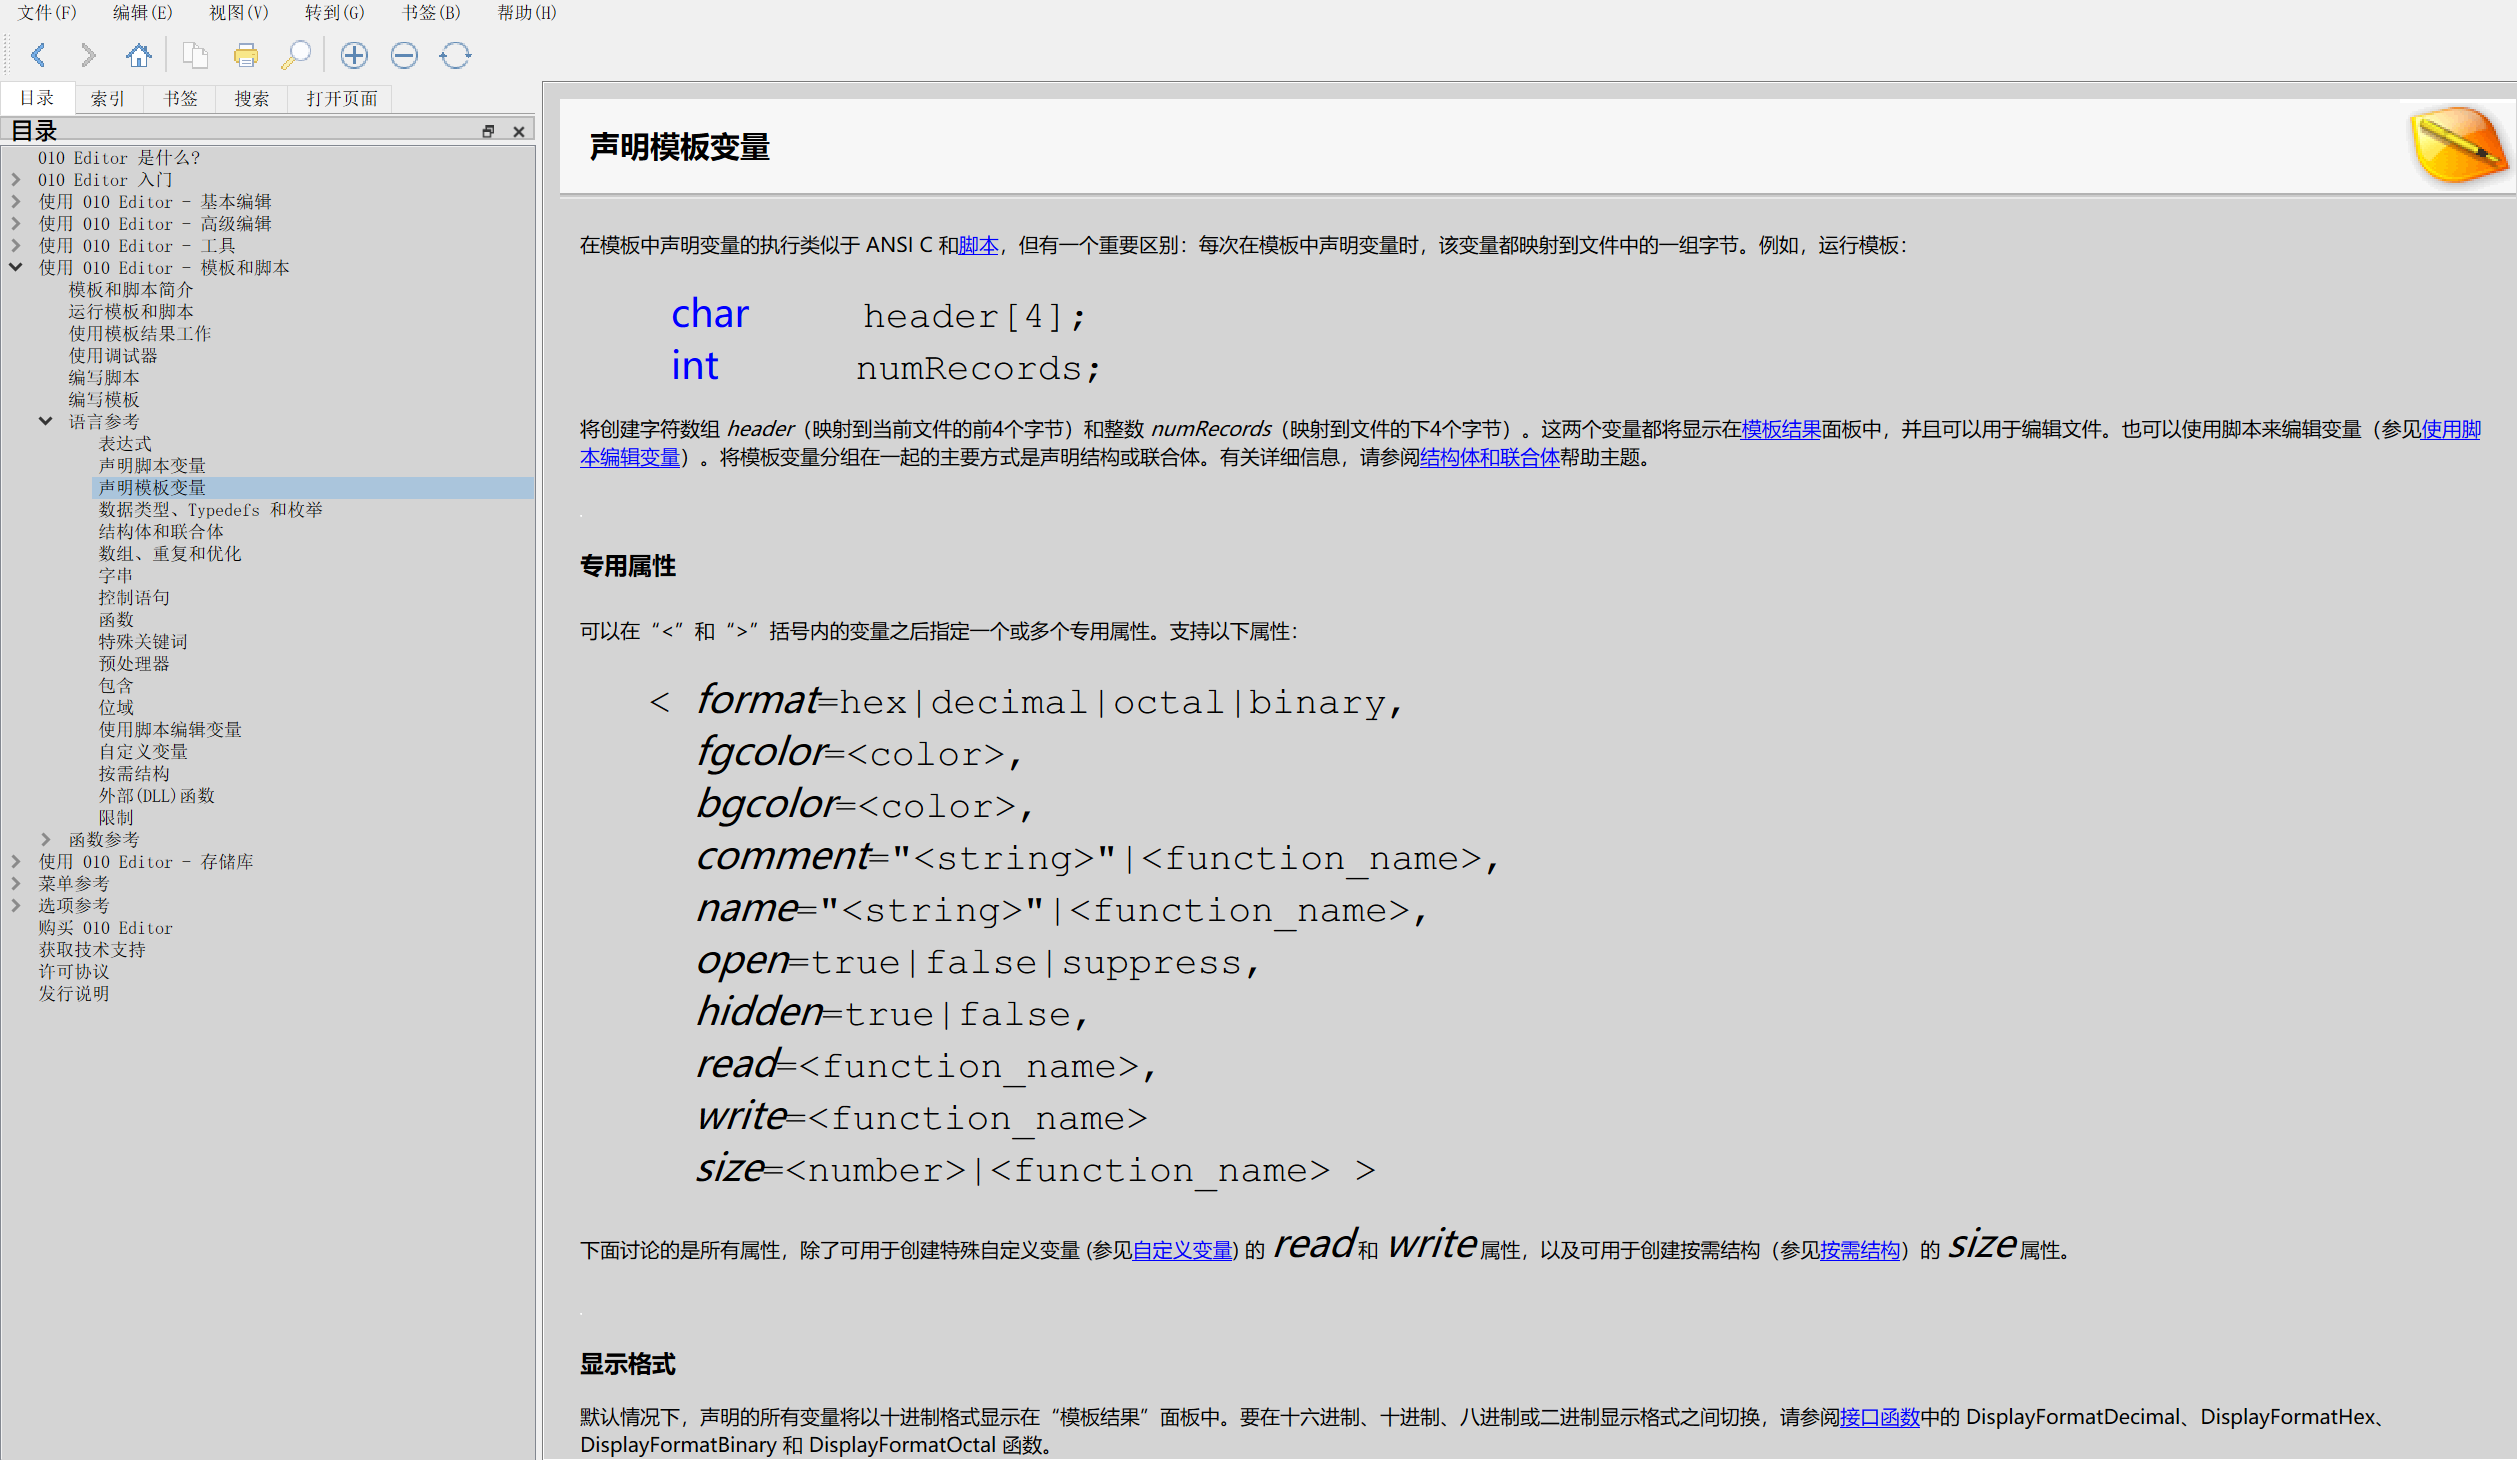 文件(F) 编辑(E) 视图(V) 转到(G) 书签(B) 帮助(H)
目录 索引 书签 搜索 打开页面
目录
010 Editor 是什么?
010 Editor 入门
使用 010 Editor - 基本编辑
使用 010 Editor - 高级编辑
使用 010 Editor - 工具
使用 010 Editor - 模板和脚本
模板和脚本简介
运行模板和脚本
使用模板结果工作
使用调试器
编写脚本
编写模板
语言参考
表达式
声明脚本变量
声明模板变量
数据类型、Typedefs 和枚举
结构体和联合体
数组、重复和优化
字串
控制语句
函数
特殊关键词
预处理器
包含
位域
使用脚本编辑变量
自定义变量
按需结构
外部(DLL)函数
限制
函数参考
使用 010 Editor - 存储库
菜单参考
选项参考
购买 010 Editor
获取技术支持
许可协议
发行说明
声明模板变量
在模板中声明变量的执行类似于 ANSI C 和脚本，但有一个重要区别：每次在模板中声明变量时，该变量都映射到文件中的一组字节。例如，运行模板：
char header[4];
int numRecords;
将创建字符数组 header（映射到当前文件的前4个字节）和整数 numRecords（映射到文件的下4个字节）。这两个变量都将显示在模板结果面板中，并且可以用于编辑文件。也可以使用脚本来编辑变量（参见使用脚
本编辑变量）。将模板变量分组在一起的主要方式是声明结构或联合体。有关详细信息，请参阅结构体和联合体帮助主题。
专用属性
可以在“<”和“>”括号内的变量之后指定一个或多个专用属性。支持以下属性：
< format=hex|decimal|octal|binary,
fgcolor=<color>,
bgcolor=<color>,
comment="<string>"|<function_name>,
name="<string>"|<function_name>,
open=true|false|suppress,
hidden=true|false,
read=<function_name>,
write=<function_name>
size=<number>|<function_name> >
下面讨论的是所有属性，除了可用于创建特殊自定义变量 (参见自定义变量) 的 read 和 write 属性，以及可用于创建按需结构（参见按需结构）的 size 属性。
显示格式
默认情况下，声明的所有变量将以十进制格式显示在“模板结果”面板中。要在十六进制、十进制、八进制或二进制显示格式之间切换，请参阅接口函数中的 DisplayFormatDecimal、DisplayFormatHex、
DisplayFormatBinary 和 DisplayFormatOctal 函数。